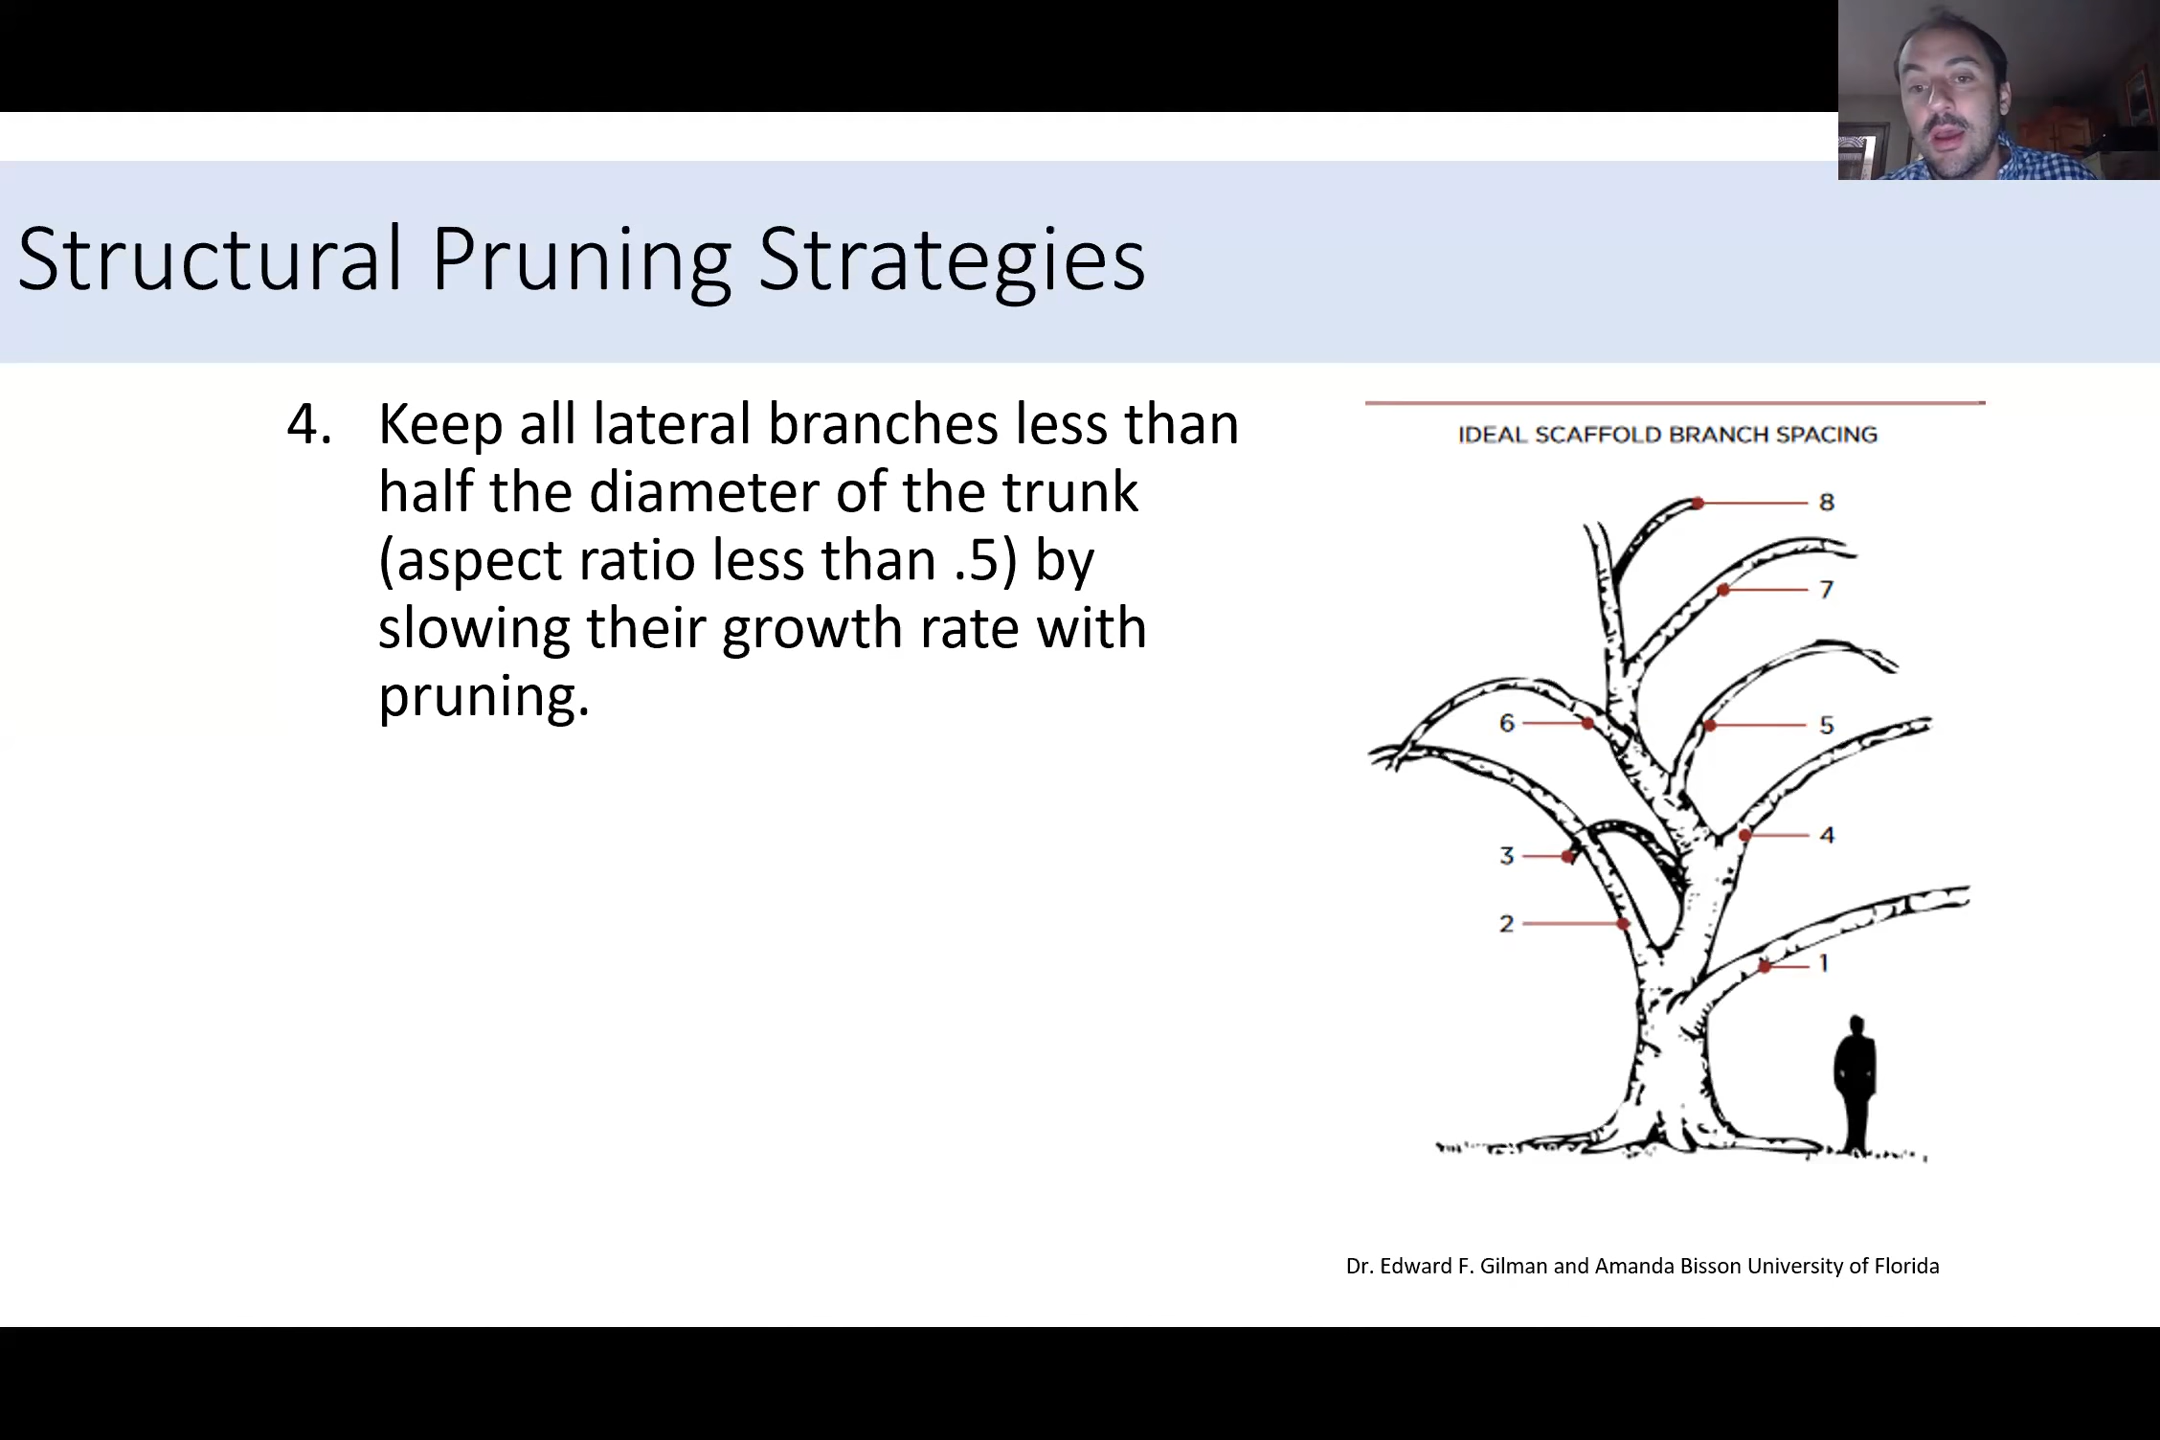 Structural Pruning Strategies
4. Keep all lateral branches less than
half the diameter of the trunk
(aspect ratio less than .5) by
slowing their growth rate with
pruning.
IDEAL SCAFFOLD BRANCH SPACING
8
7
6
5
4
3
2
1
Dr. Edward F. Gilman and Amanda Bisson University of Florida